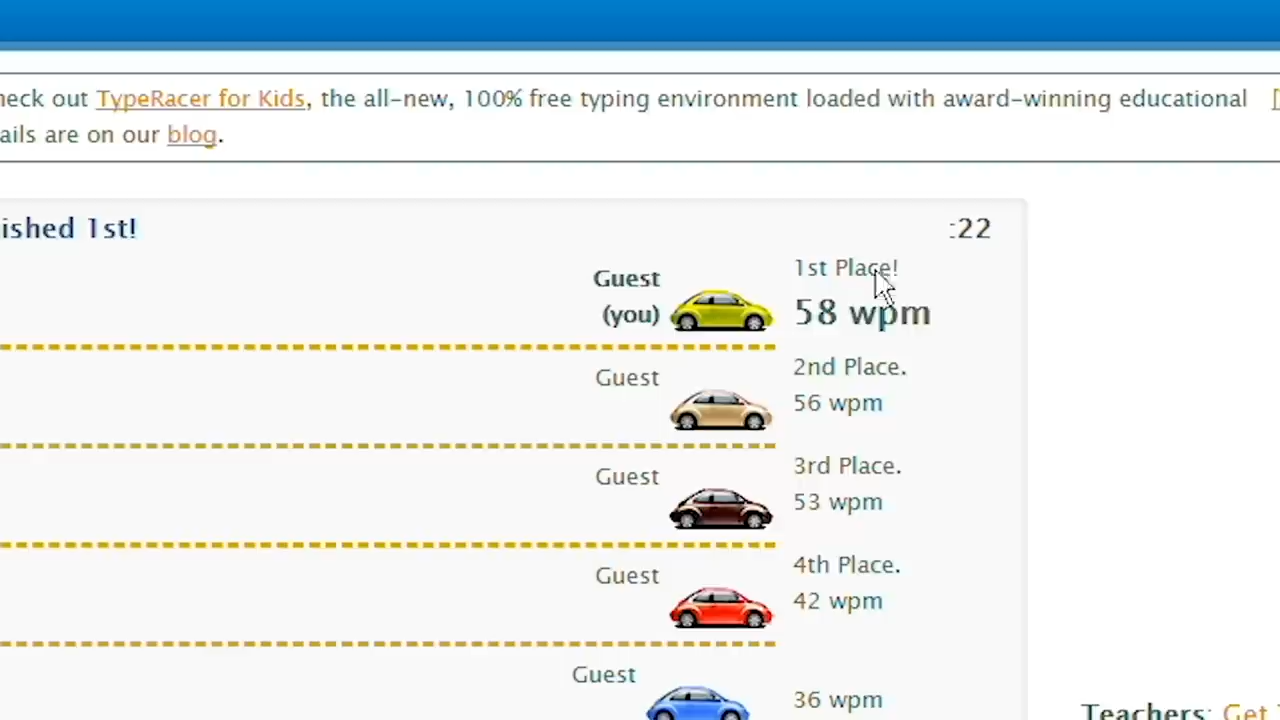 heck out TypeRacer for Kids, the all-new, 100% free typing environment loaded with award-winning educational [
ails are on our blog.
ished 1st! :22
Guest 1st Place!
(you) 58 wpm
Guest 2nd Place.
56 wpm
Guest 3rd Place.
53 wpm
Guest 4th Place.
42 wpm
Guest
36 wpm
Teachers: Get